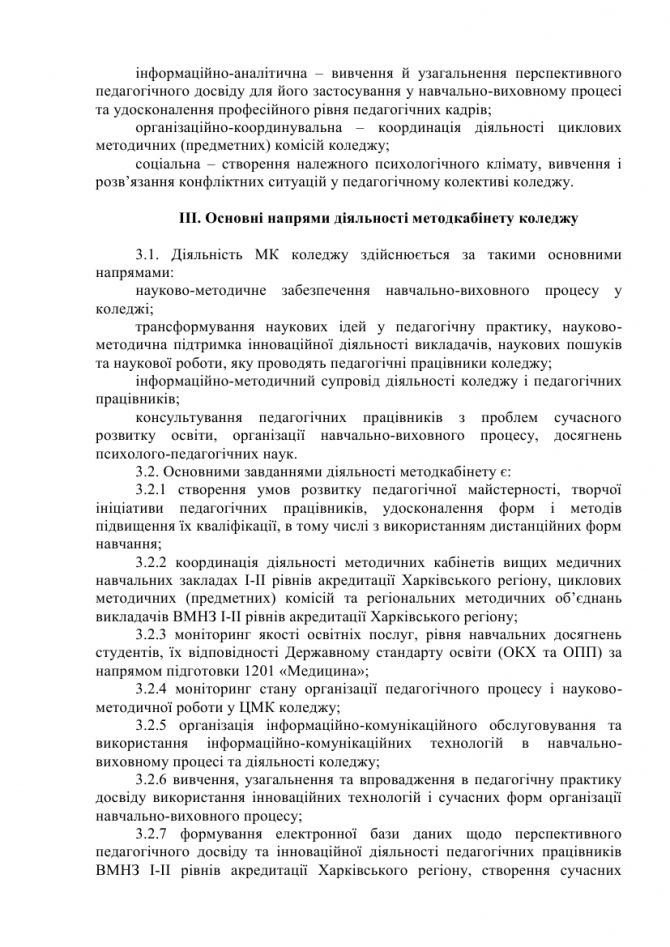 інформаційно-аналітична – вивчення й узагальнення перспективного
педагогічного досвіду для його застосування у навчально-виховному процесі
та удосконалення професійного рівня педагогічних кадрів;
організаційно-координувальна – координація діяльності циклових
методичних (предметних) комісій коледжу;
соціальна – створення належного психологічного клімату, вивчення і
розв’язання конфліктних ситуацій у педагогічному колективі коледжу.
ІІІ. Основні напрями діяльності методкабінету коледжу
3.1. Діяльність МК коледжу здійснюється за такими основними
напрямами:
науково-методичне забезпечення навчально-виховного процесу у
коледжі;
трансформування наукових ідей у педагогічну практику, науково-
методична підтримка інноваційної діяльності викладачів, наукових пошуків
та наукової роботи, яку проводять педагогічні працівники коледжу;
інформаційно-методичний супровід діяльності коледжу і педагогічних
працівників;
консультування педагогічних працівників з проблем сучасного
розвитку освіти, організації навчально-виховного процесу, досягнень
психолого-педагогічних наук.
3.2. Основними завданнями діяльності методкабінету є:
3.2.1 створення умов розвитку педагогічної майстерності, творчої
ініціативи педагогічних працівників, удосконалення форм і методів
підвищення їх кваліфікації, в тому числі з використанням дистанційних форм
навчання;
3.2.2 координація діяльності методичних кабінетів вищих медичних
навчальних закладах І-ІІ рівнів акредитації Харківського регіону, циклових
методичних (предметних) комісій та регіональних методичних об’єднань
викладачів ВМНЗ І-ІІ рівнів акредитації Харківського регіону;
3.2.3 моніторинг якості освітніх послуг, рівня навчальних досягнень
студентів, їх відповідності Державному стандарту освіти (ОКХ та ОПП) за
напрямом підготовки 1201 «Медицина»;
3.2.4 моніторинг стану організації педагогічного процесу і науково-
методичної роботи у ЦМК коледжу;
3.2.5 організація інформаційно-комунікаційного обслуговування та
використання інформаційно-комунікаційних технологій в навчально-
виховному процесі та діяльності коледжу;
3.2.6 вивчення, узагальнення та впровадження в педагогічну практику
досвіду використання інноваційних технологій і сучасних форм організації
навчально-виховного процесу;
3.2.7 формування електронної бази даних щодо перспективного
педагогічного досвіду та інноваційної діяльності педагогічних працівників
ВМНЗ І-ІІ рівнів акредитації Харківського регіону, створення сучасних